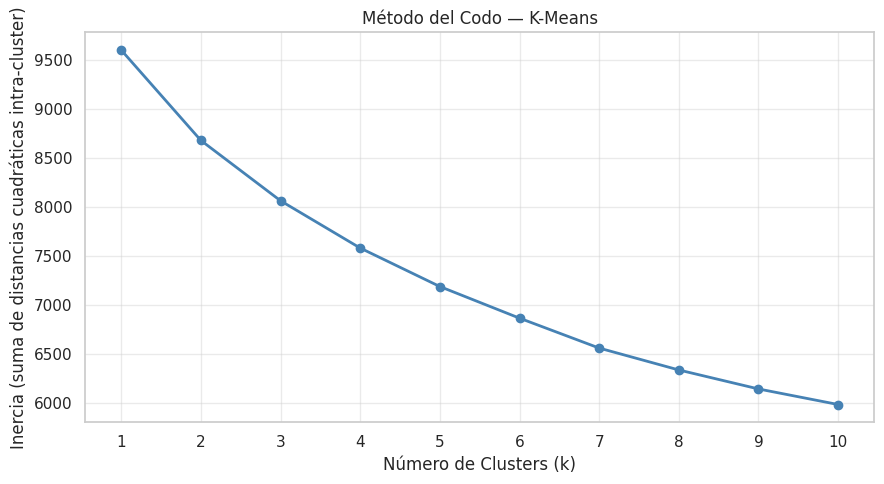 Método del Codo — K-Means
Inercia (suma de distancias cuadráticas intra-cluster)
9500
9000
8500
8000
7500
7000
6500
6000
1 2 3 4 5 6 7 8 9 10
Número de Clusters (k)